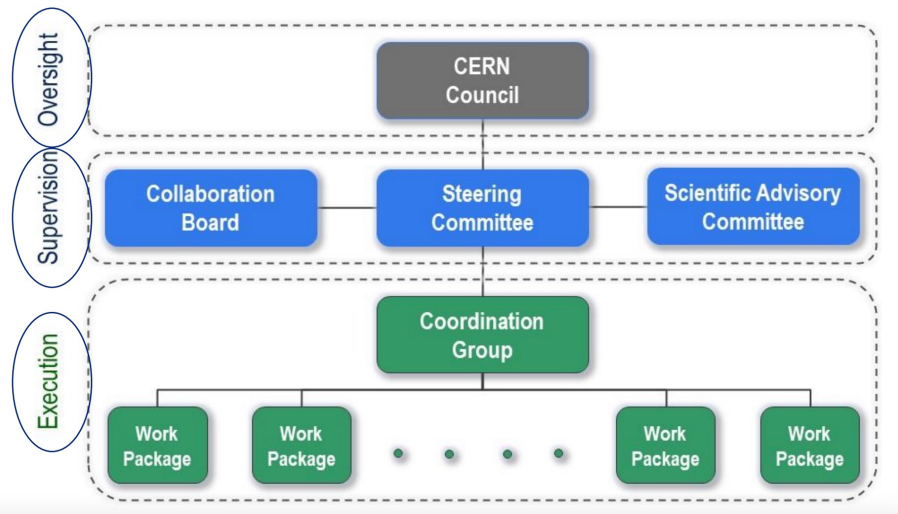 Oversight
CERN
Council
Supervision
Collaboration
Board
Steering
Committee
Scientific Advisory
Committee
Execution
Coordination
Group
Work
Package
Work
Package
Work
Package
Work
Package